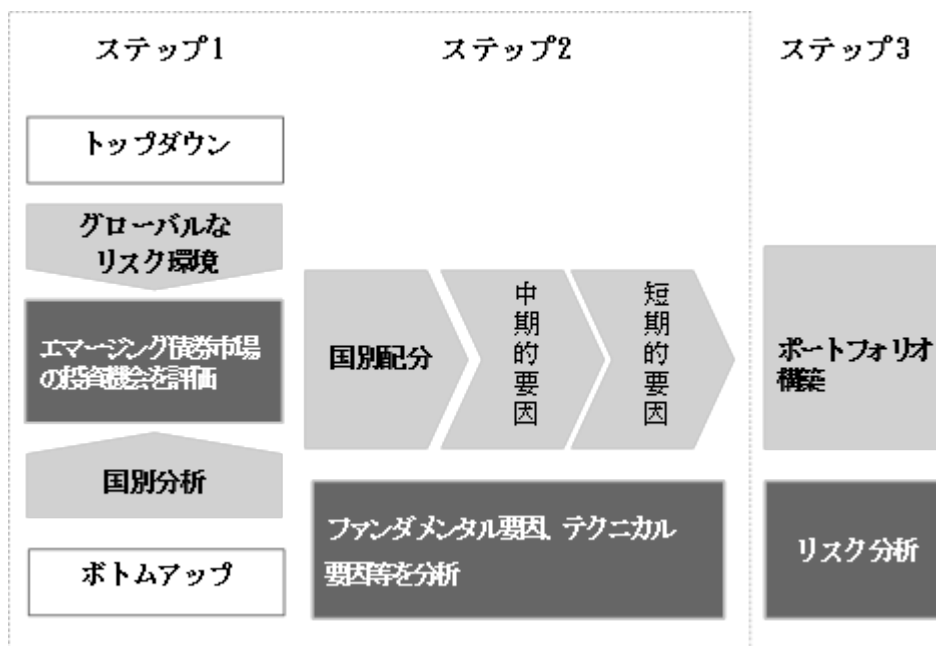 ステップ1
トップダウン
グローバルな
リスク環境
エマージング債券市場
の投資機会を評価
国別分析
ボトムアップ
ステップ2
国別配分
中期的要因
短期的要因
ファンダメンタル要因、テクニカル
要因等を分析
ステップ3
ポートフォリオ
構築
リスク分析